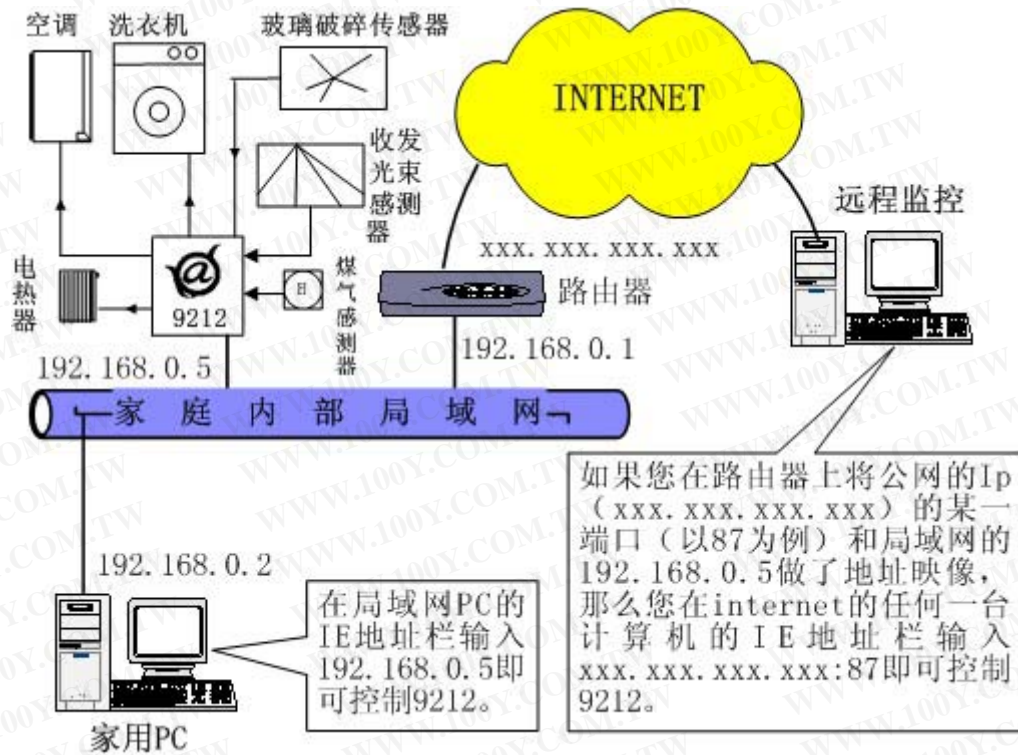 空调
洗衣机
玻璃破碎传感器
收发
光束
感测
器
INTERNET
远程监控
电
热
器
@
9212
H
煤
气
感
测
器
xxx.xxx.xxx.xxx
路由器
192.168.0.5
192.168.0.1
家庭内部局域网
192.168.0.2
家用PC
在局域网PC的
IE地址栏输入
192.168.0.5即
可控制9212。
如果您在路由器上将公网的Ip
（xxx.xxx.xxx.xxx）的某一
端口（以87为例）和局域网的
192.168.0.5做了地址映像，
那么您在internet的任何一台
计算机的IE地址栏输入
xxx.xxx.xxx.xxx:87即可控制
9212。
WWW.100Y.COM.TW